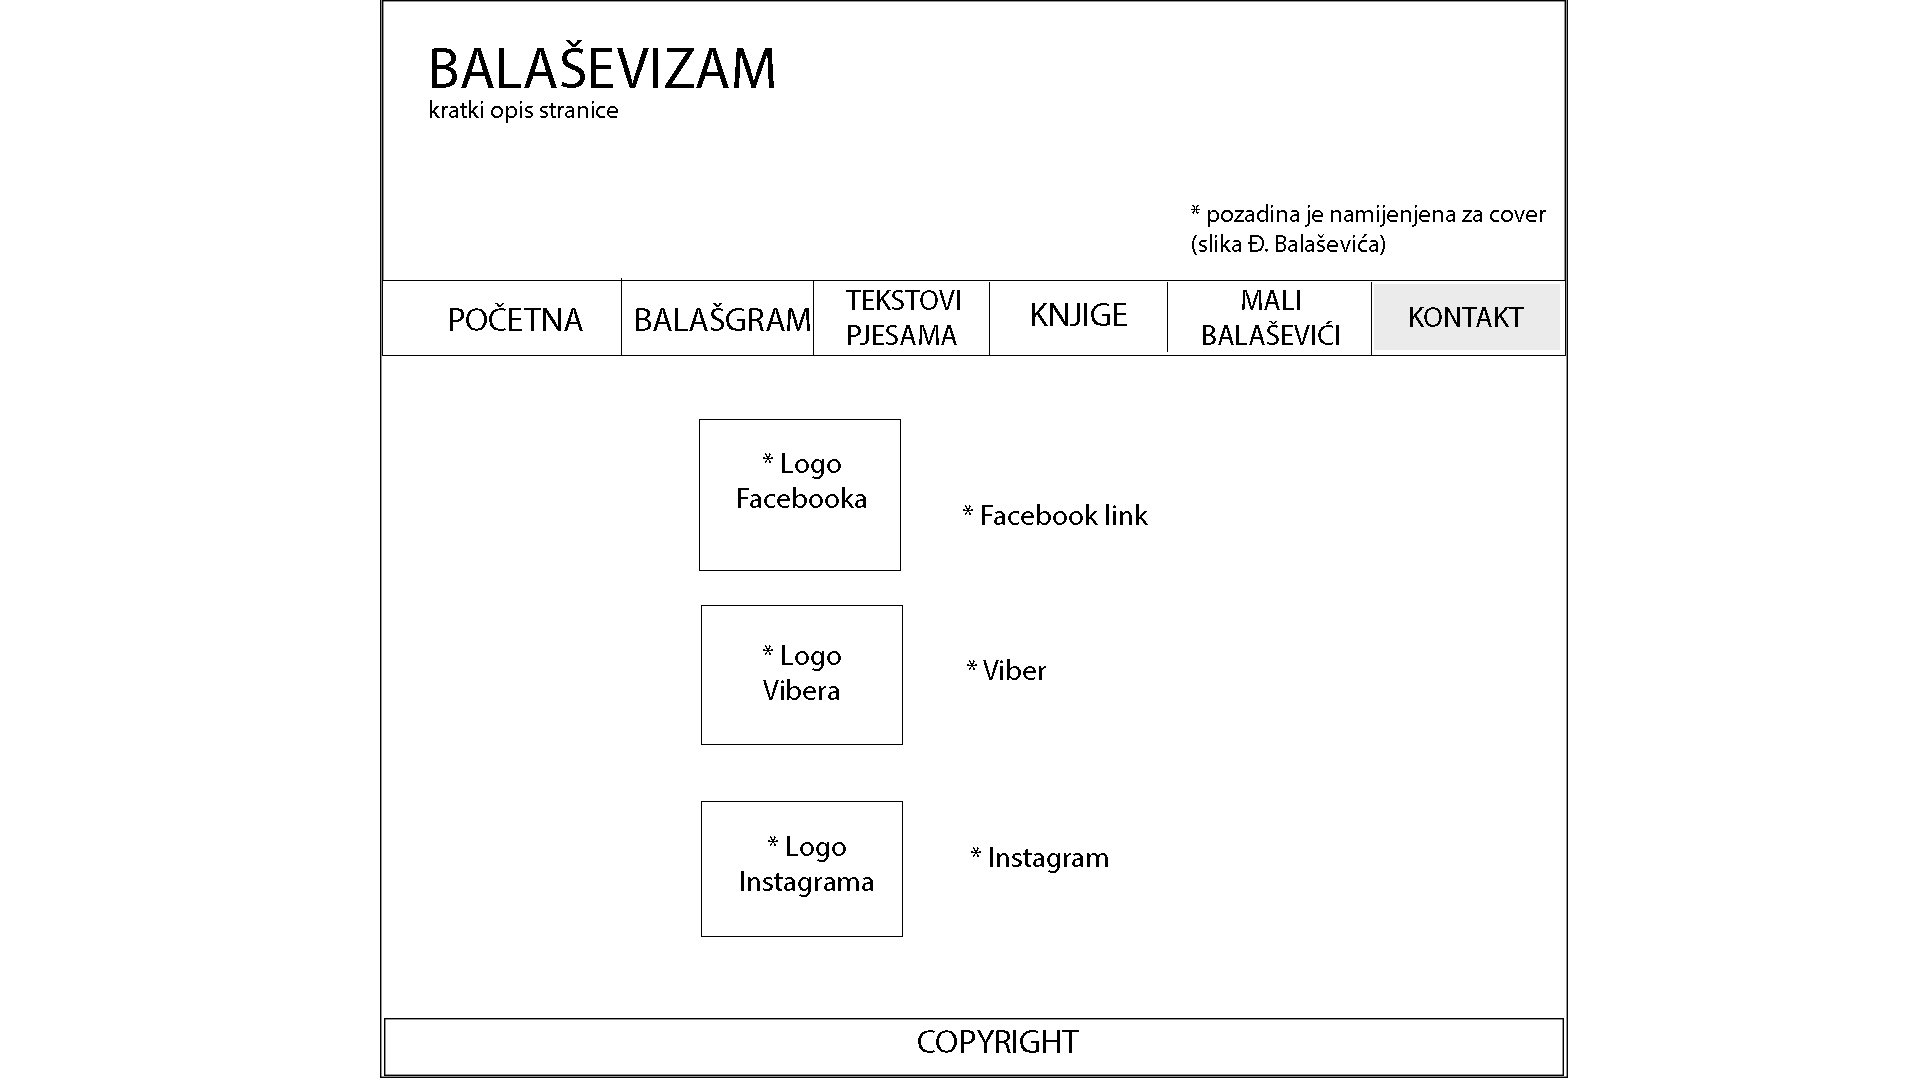 BALAŠEVIZAM
kratki opis stranice
* pozadina je namijenjena za cover
(slika Đ. Balaševića)
POČETNA
BALAŠGRAM
TEKSTOVI
PJESAMA
KNJIGE
MALI
BALAŠEVIĆI
KONTAKT
* Logo
Facebooka
* Facebook link
* Logo
Vibera
* Viber
* Logo
Instagrama
* Instagram
COPYRIGHT